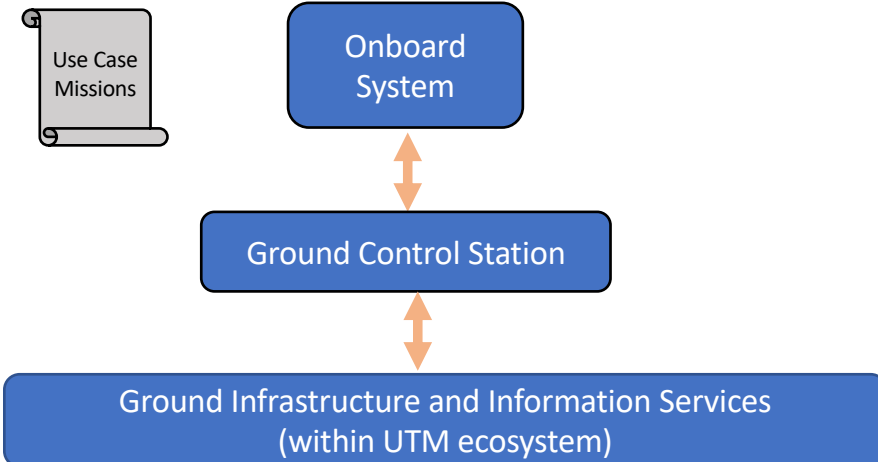 Use Case
Missions
Onboard
System
Ground Control Station
Ground Infrastructure and Information Services
(within UTM ecosystem)